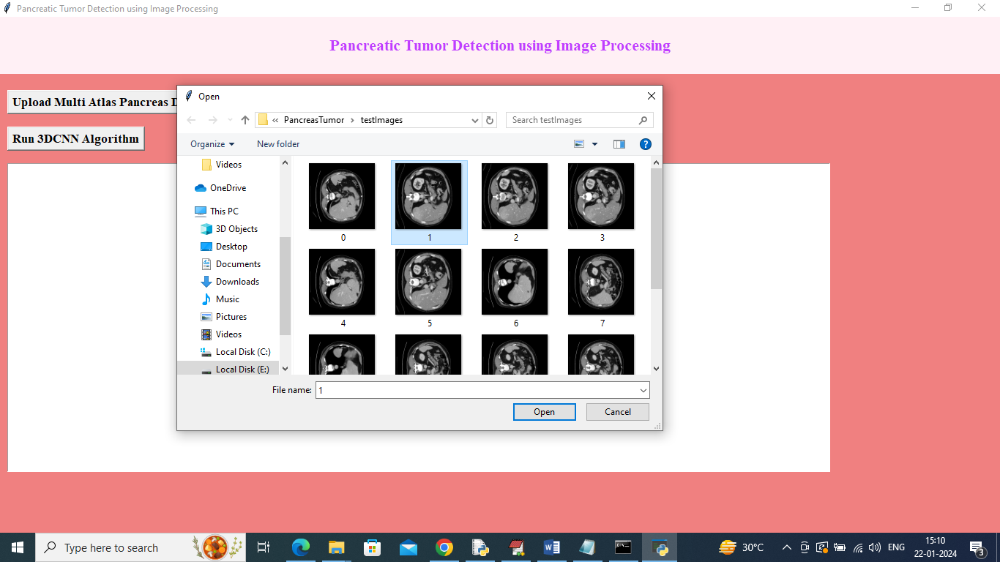 Pancreatic Tumor Detection using Image Processing
Pancreatic Tumor Detection using Image Processing
Upload Multi Atlas Pancreas D
Run 3DCNN Algorithm
Open
« PancreasTumor › testImages
Search testImages
Organize
New folder
Videos
OneDrive
This PC
3D Objects
Desktop
Documents
Downloads
Music
Pictures
Videos
Local Disk (C:)
Local Disk (E:)
0
1
2
3
4
5
6
7
File name: 1
Open
Cancel
Type here to search
30°C
ENG
15:10
22-01-2024
3